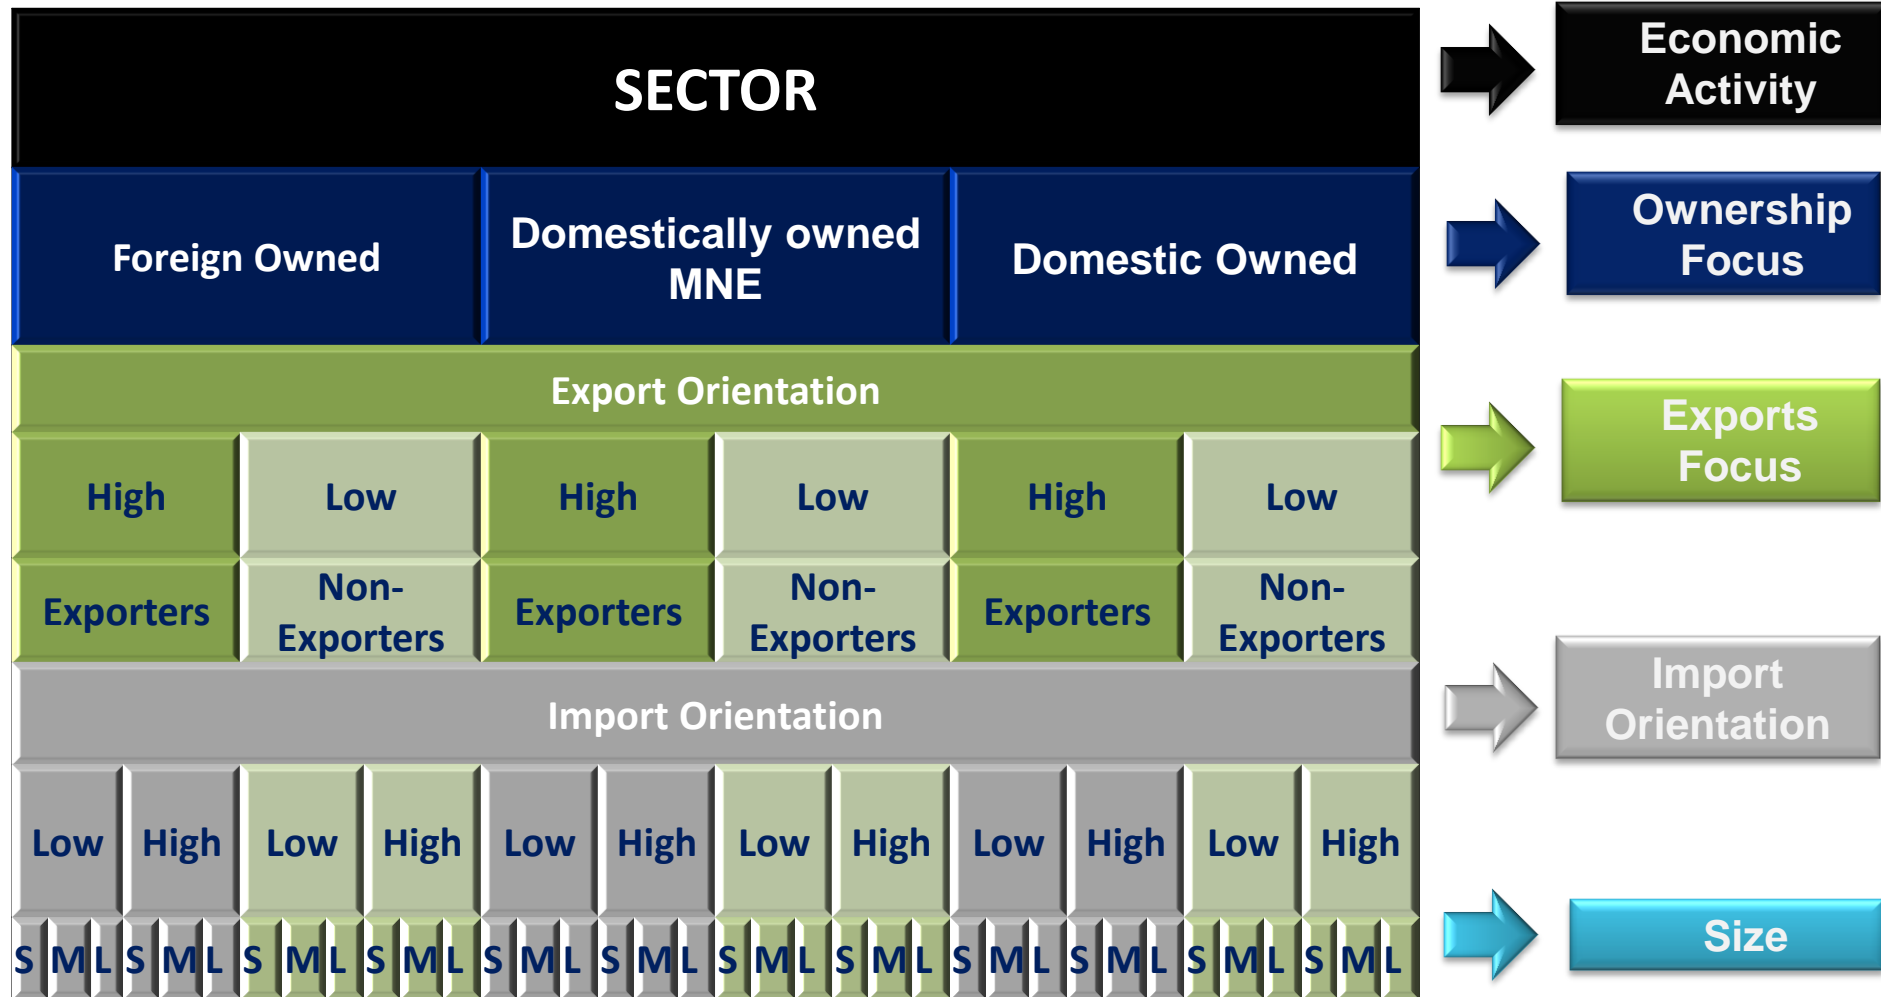 SECTOR
Economic
Activity
Foreign Owned
Domestically owned
MNE
Domestic Owned
Ownership
Focus
Export Orientation
High Low High Low High Low
Exporters Non-
Exporters Exporters Non-
Exporters Exporters Non-
Exporters
Exports
Focus
Import Orientation
Import
Orientation
Low High Low High Low High Low High Low High Low High
S M L S M L S M L S M L S M L S M L S M L S M L S M L S M L S M L S M L
Size